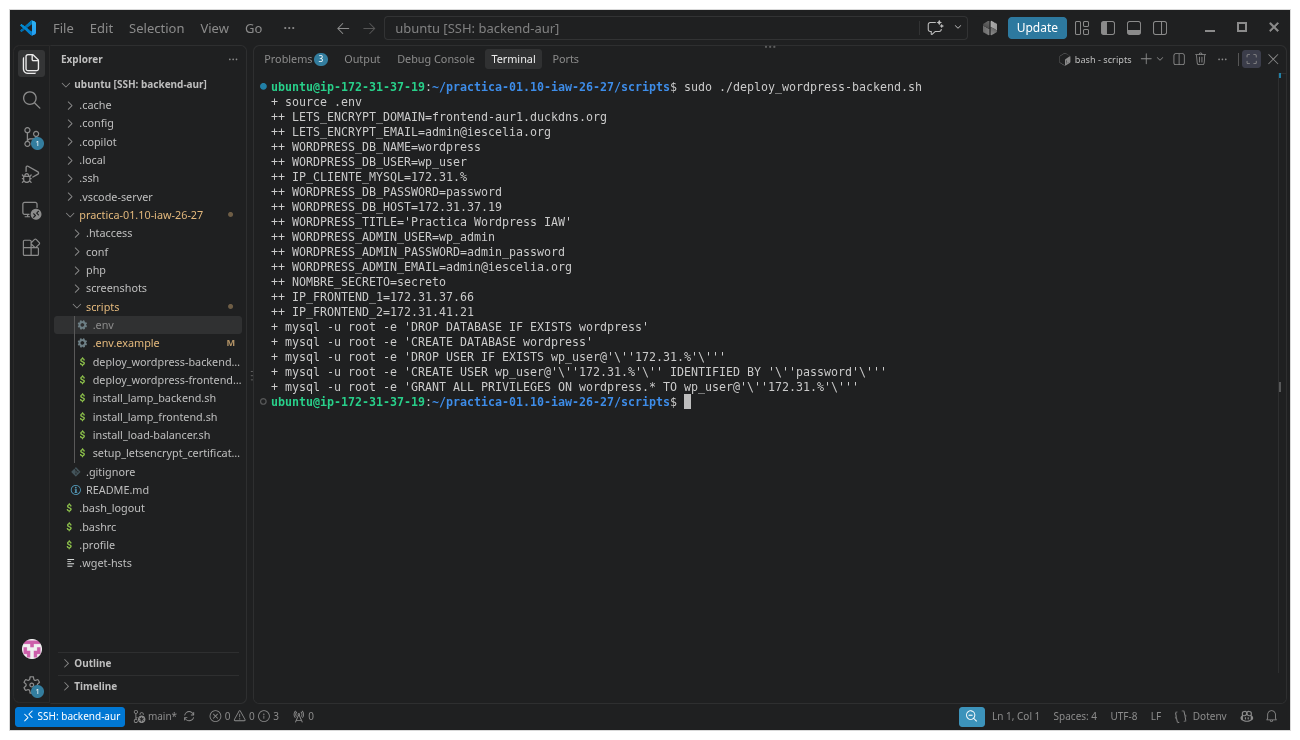 File Edit Selection View Go ··· ubuntu [SSH: backend-aur] Update
Explorer ···
ubuntu [SSH: backend-aur]
.cache
.config
.copilot
.local
.ssh
.vscode-server
practica-01.10-iaw-26-27
.htaccess
conf
php
screenshots
scripts
.env
.env.example M
$ deploy_wordpress-backend...
$ deploy_wordpress-frontend...
$ install_lamp_backend.sh
$ install_lamp_frontend.sh
$ install_load-balancer.sh
$ setup_letsencrypt_certificat...
.gitignore
README.md
$ .bash_logout
$ .bashrc
$ .profile
.wget-hsts
Outline
Timeline
1
1
Problems 3 Output Debug Console Terminal Ports bash - scripts
ubuntu@ip-172-31-37-19:~/practica-01.10-iaw-26-27/scripts$ sudo ./deploy_wordpress-backend.sh
+ source .env
++ LETS_ENCRYPT_DOMAIN=frontend-aur1.duckdns.org
++ LETS_ENCRYPT_EMAIL=admin@iescelia.org
++ WORDPRESS_DB_NAME=wordpress
++ WORDPRESS_DB_USER=wp_user
++ IP_CLIENTE_MYSQL=172.31.%
++ WORDPRESS_DB_PASSWORD=password
++ WORDPRESS_DB_HOST=172.31.37.19
++ WORDPRESS_TITLE='Practica Wordpress IAW'
++ WORDPRESS_ADMIN_USER=wp_admin
++ WORDPRESS_ADMIN_PASSWORD=admin_password
++ WORDPRESS_ADMIN_EMAIL=admin@iescelia.org
++ NOMBRE_SECRETO=secreto
++ IP_FRONTEND_1=172.31.37.66
++ IP_FRONTEND_2=172.31.41.21
+ mysql -u root -e 'DROP DATABASE IF EXISTS wordpress'
+ mysql -u root -e 'CREATE DATABASE wordpress'
+ mysql -u root -e 'DROP USER IF EXISTS wp_user@'\''172.31.%'\'''
+ mysql -u root -e 'CREATE USER wp_user@'\''172.31.%'\'' IDENTIFIED BY '\''password'\'''
+ mysql -u root -e 'GRANT ALL PRIVILEGES ON wordpress.* TO wp_user@'\''172.31.%'\'''
ubuntu@ip-172-31-37-19:~/practica-01.10-iaw-26-27/scripts$
SSH: backend-aur main* 0 0 3 0 Ln 1, Col 1 Spaces: 4 UTF-8 LF { } Dotenv